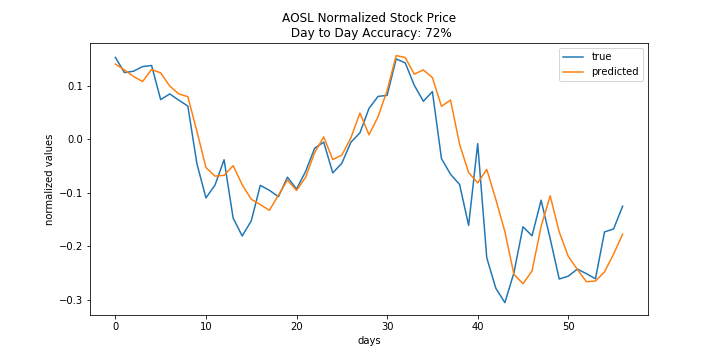 AOSL Normalized Stock Price
Day to Day Accuracy: 72%
true
predicted
normalized values
0.1
0.0
−0.1
−0.2
−0.3
0 10 20 30 40 50
days